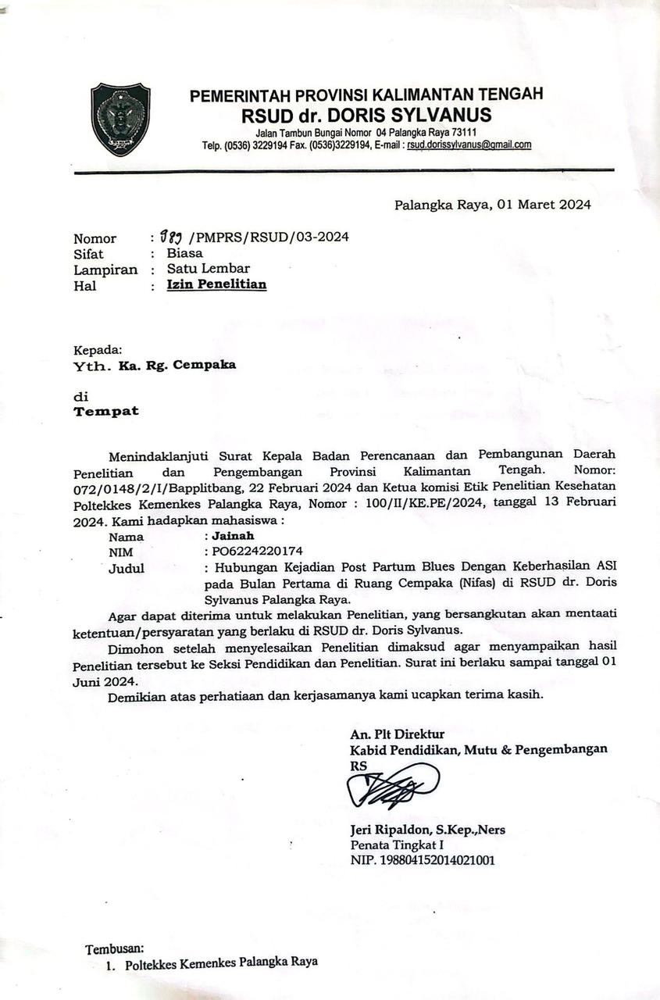 PEMERINTAH PROVINSI KALIMANTAN TENGAH
RSUD dr. DORIS SYLVANUS
Jalan Tambun Bungai Nomor 04 Palangka Raya 73111
Telp. (0536) 3229194 Fax. (0536)3229194, E-mail : rsud.dorissylvanus@gmail.com
Palangka Raya, 01 Maret 2024
Nomor : 989 /PMPRS/RSUD/03-2024
Sifat : Biasa
Lampiran : Satu Lembar
Hal : Izin Penelitian
Kepada:
Yth. Ka. Rg. Cempaka
di
Tempat
Menindaklanjuti Surat Kepala Badan Perencanaan dan Pembangunan Daerah
Penelitian dan Pengembangan Provinsi Kalimantan Tengah. Nomor:
072/0148/2/I/Bapplitbang, 22 Februari 2024 dan Ketua komisi Etik Penelitian Kesehatan
Poltekkes Kemenkes Palangka Raya, Nomor : 100/II/KE.PE/2024, tanggal 13 Februari
2024. Kami hadapkan mahasiswa :
Nama : Jainah
NIM : PO6224220174
Judul : Hubungan Kejadian Post Partum Blues Dengan Keberhasilan ASI
pada Bulan Pertama di Ruang Cempaka (Nifas) di RSUD dr. Doris
Sylvanus Palangka Raya.
Agar dapat diterima untuk melakukan Penelitian, yang bersangkutan akan mentaati
ketentuan/persyaratan yang berlaku di RSUD dr. Doris Sylvanus.
Dimohon setelah menyelesaikan Penelitian dimaksud agar menyampaikan hasil
Penelitian tersebut ke Seksi Pendidikan dan Penelitian. Surat ini berlaku sampai tanggal 01
Juni 2024.
Demikian atas perhatiaan dan kerjasamanya kami ucapkan terima kasih.
An. Plt Direktur
Kabid Pendidikan, Mutu & Pengembangan
RS
Jeri Ripaldon, S.Kep.,Ners
Penata Tingkat I
NIP. 198804152014021001
Tembusan:
1. Poltekkes Kemenkes Palangka Raya